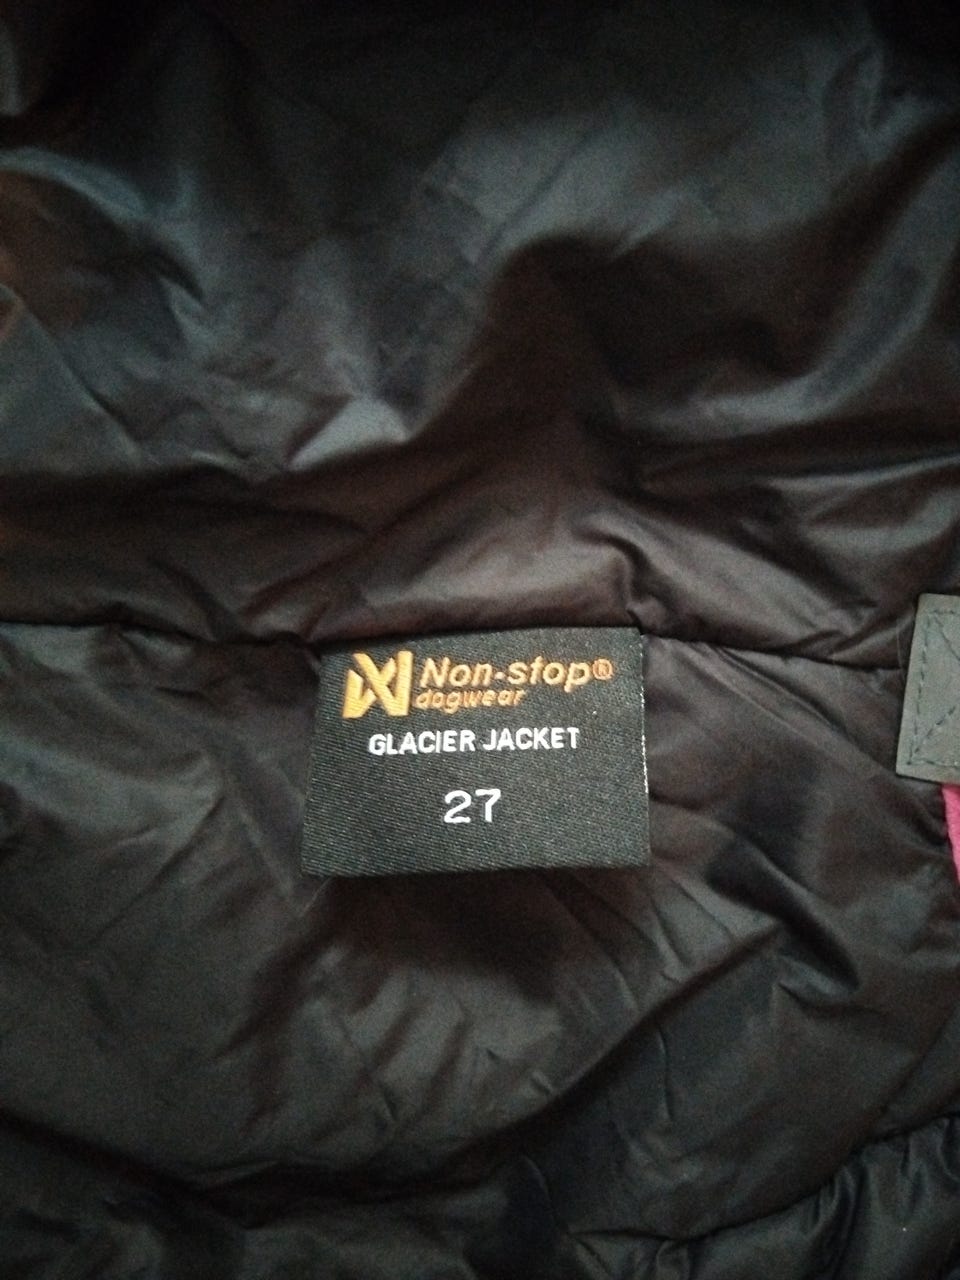 Non-stop®
dogwear
GLACIER JACKET
27